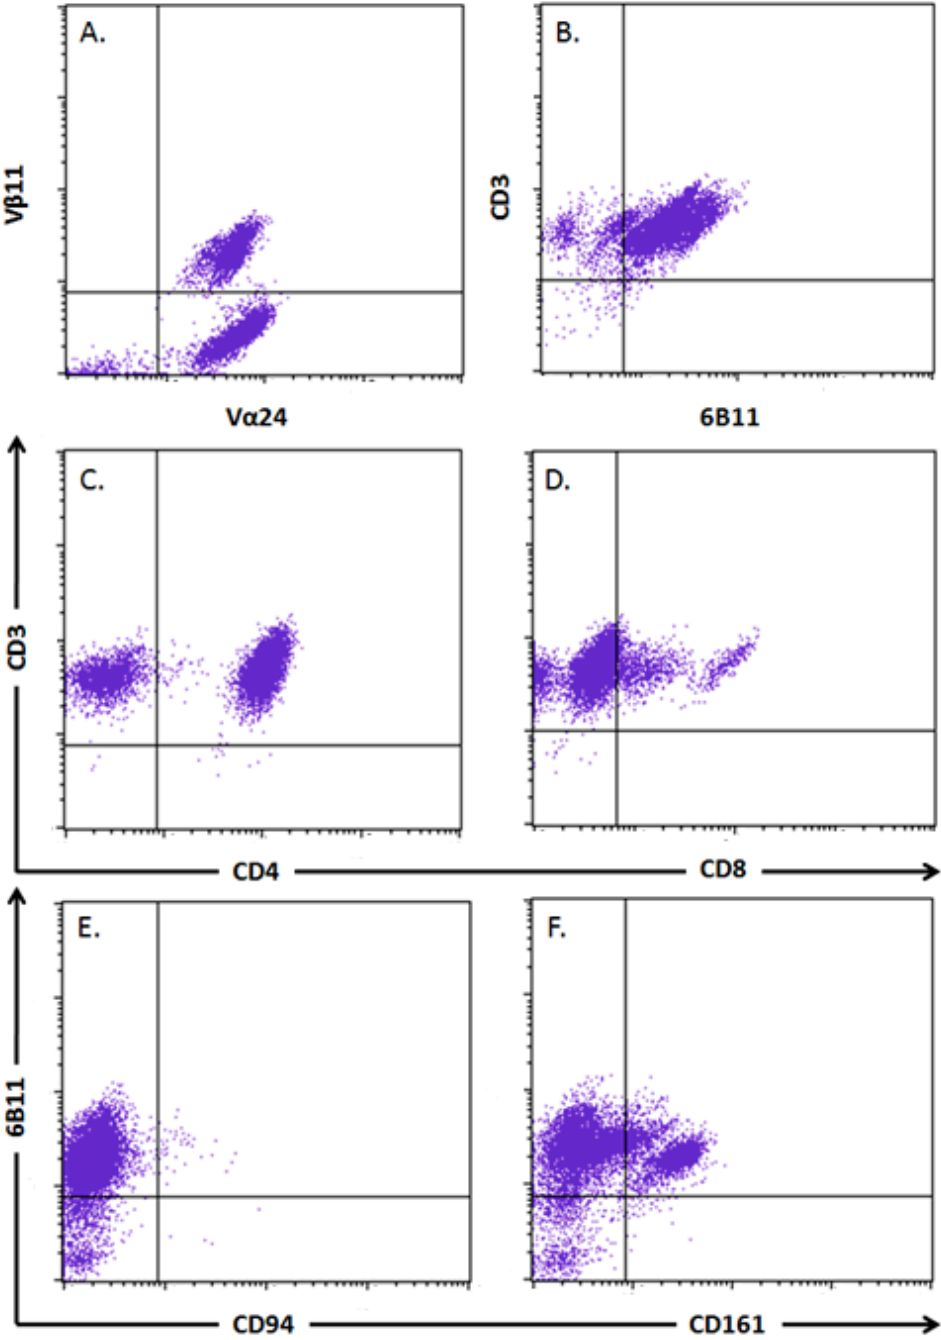 A.
B.
Vβ11
CD3
Vα24
6B11
C.
D.
CD3
CD4
CD8
E.
F.
6B11
CD94
CD161